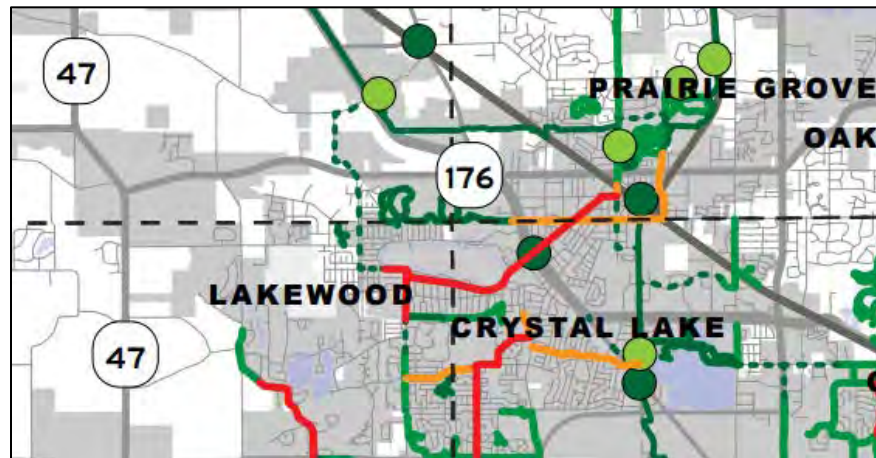 47
PRAIRIE GROVE
OAK
176
LAKEWOOD
CRYSTAL LAKE
47